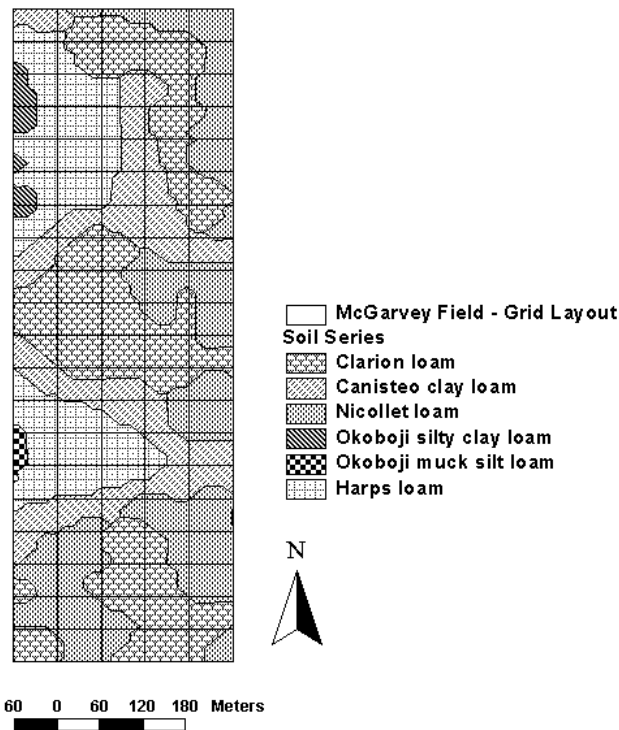 McGarvey Field - Grid Layout
Soil Series
Clarion loam
Canisteo clay loam
Nicollet loam
Okoboji silty clay loam
Okoboji muck silt loam
Harps loam
N
60 0 60 120 180 Meters